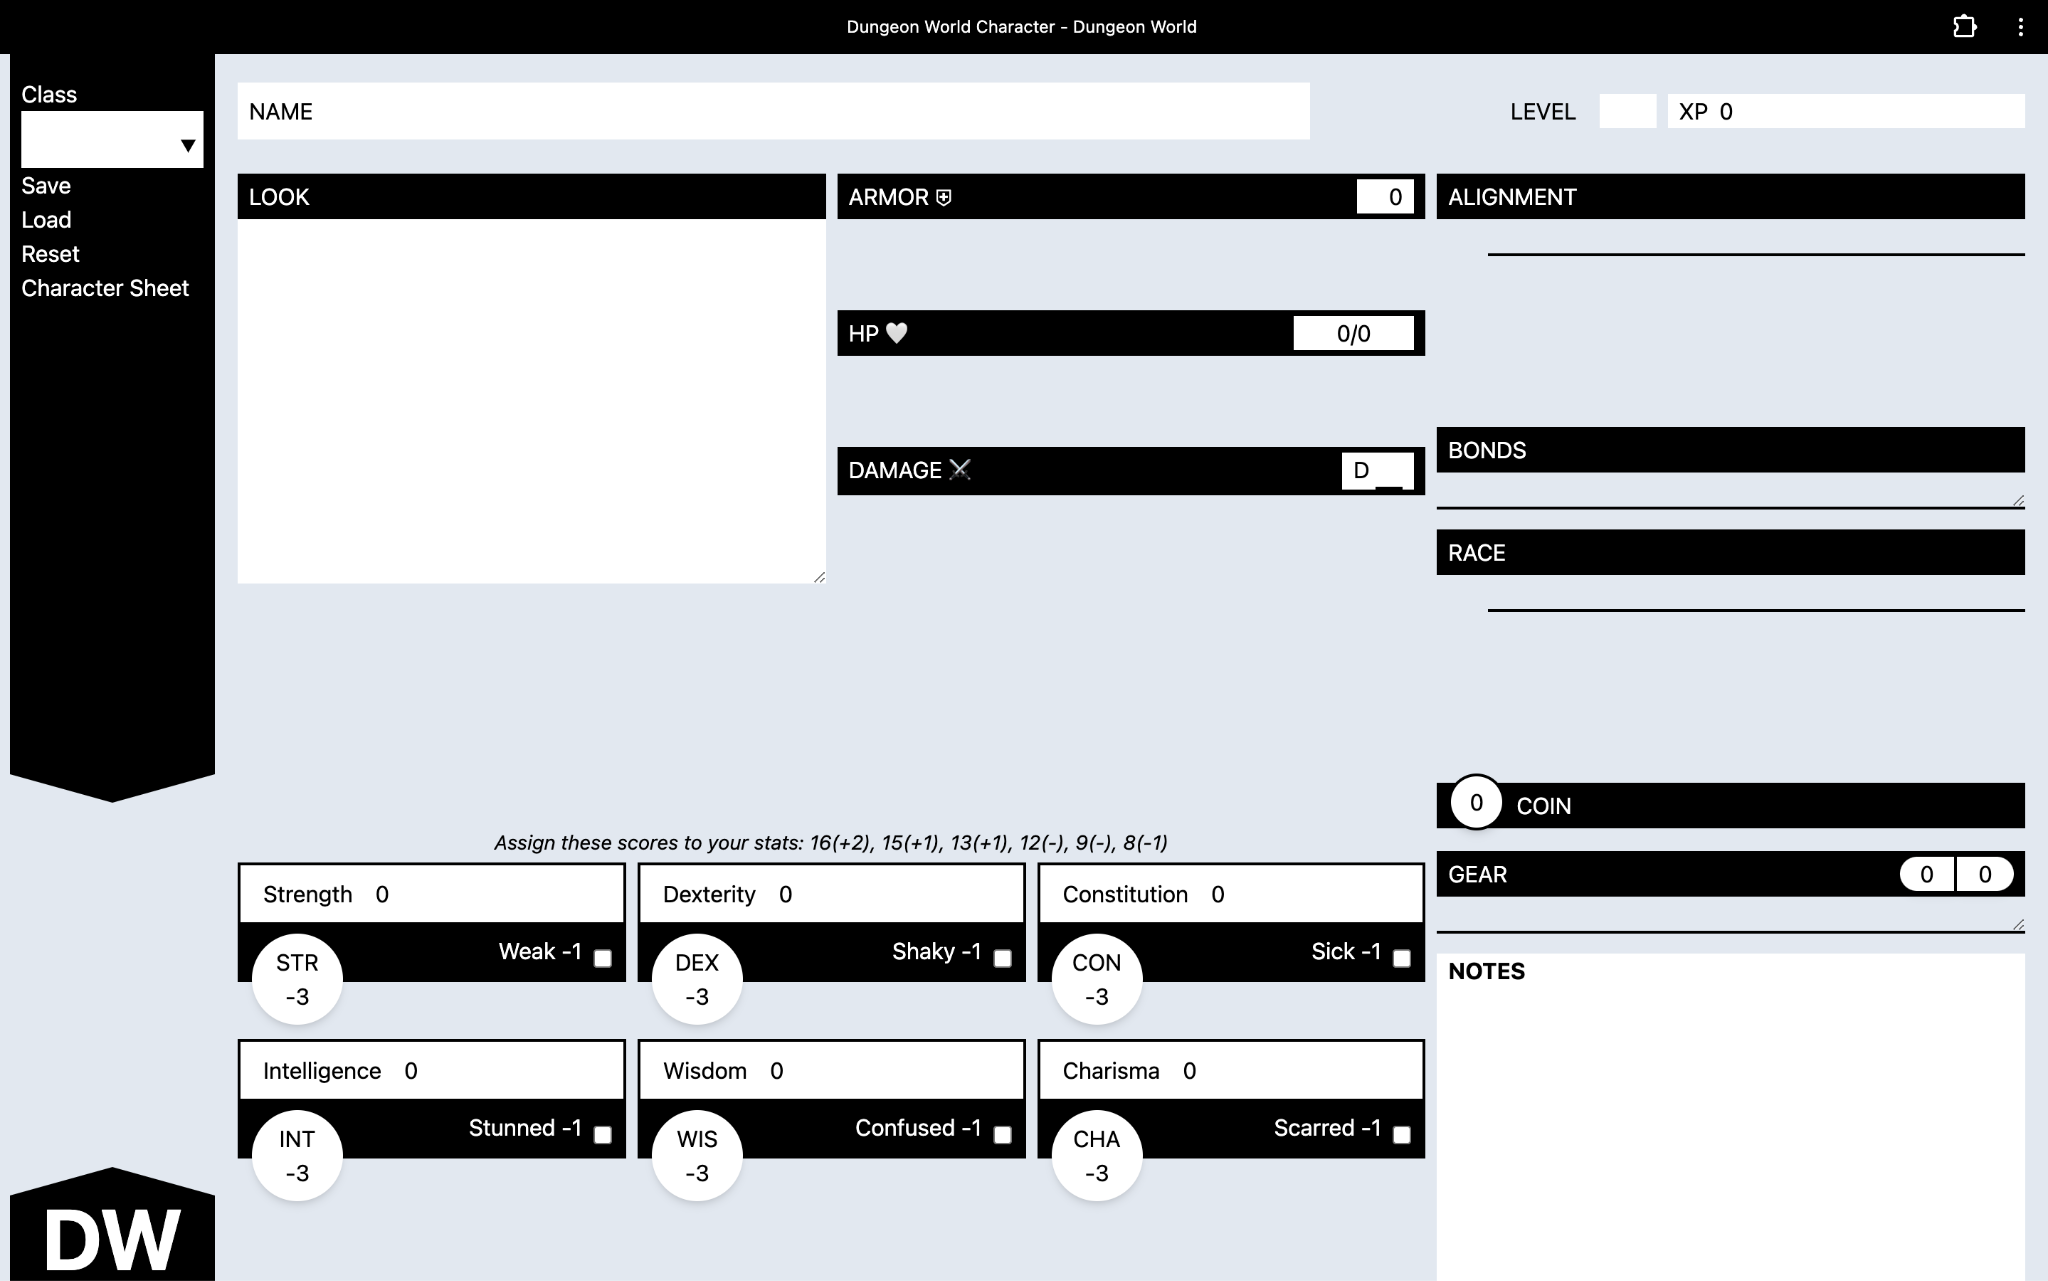 Dungeon World Character - Dungeon World
Class
Save
Load
Reset
Character Sheet
DW
NAME
LEVEL
XP 0
LOOK
ARMOR 0
HP 0/0
DAMAGE D
ALIGNMENT
BONDS
RACE
0 COIN
GEAR 0 0
NOTES
Assign these scores to your stats: 16(+2), 15(+1), 13(+1), 12(-), 9(-), 8(-1)
Strength 0
Weak -1
STR
-3
Dexterity 0
Shaky -1
DEX
-3
Constitution 0
Sick -1
CON
-3
Intelligence 0
Stunned -1
INT
-3
Wisdom 0
Confused -1
WIS
-3
Charisma 0
Scarred -1
CHA
-3